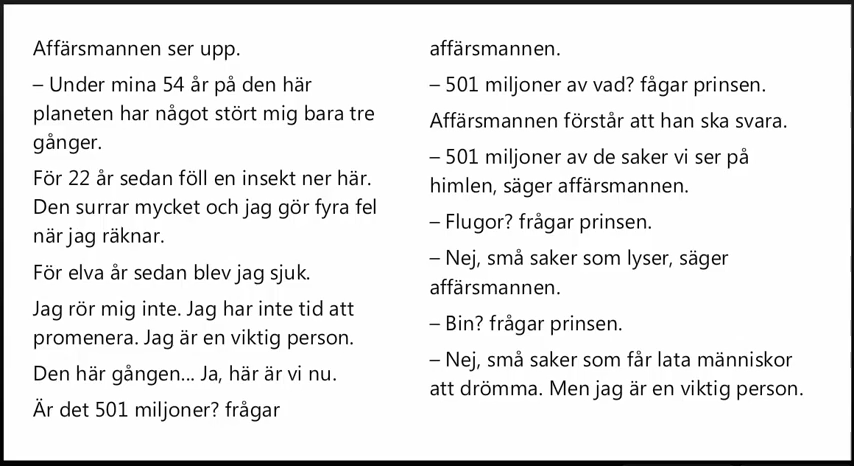 Affärsmannen ser upp.
– Under mina 54 år på den här
planeten har något stört mig bara tre
gånger.
För 22 år sedan föll en insekt ner här.
Den surrar mycket och jag gör fyra fel
när jag räknar.
För elva år sedan blev jag sjuk.
Jag rör mig inte. Jag har inte tid att
promenera. Jag är en viktig person.
Den här gången... Ja, här är vi nu.
Är det 501 miljoner? frågar
affärsmannen.
– 501 miljoner av vad? fågar prinsen.
Affärsmannen förstår att han ska svara.
– 501 miljoner av de saker vi ser på
himlen, säger affärsmannen.
– Flugor? frågar prinsen.
– Nej, små saker som lyser, säger
affärsmannen.
– Bin? frågar prinsen.
– Nej, små saker som får lata människor
att drömma. Men jag är en viktig person.